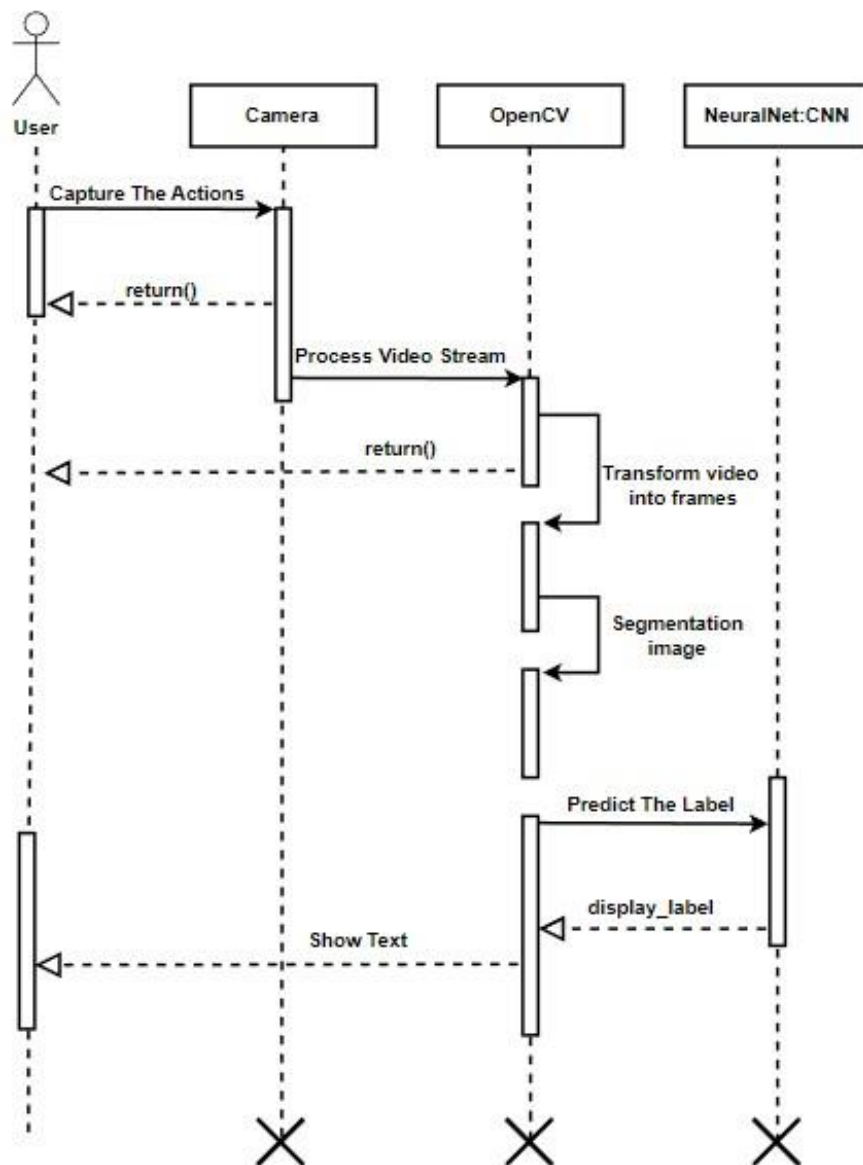 User
Camera
OpenCV
NeuralNet:CNN
Capture The Actions
return()
Process Video Stream
return()
Transform video
into frames
Segmentation
image
Predict The Label
display_label
Show Text